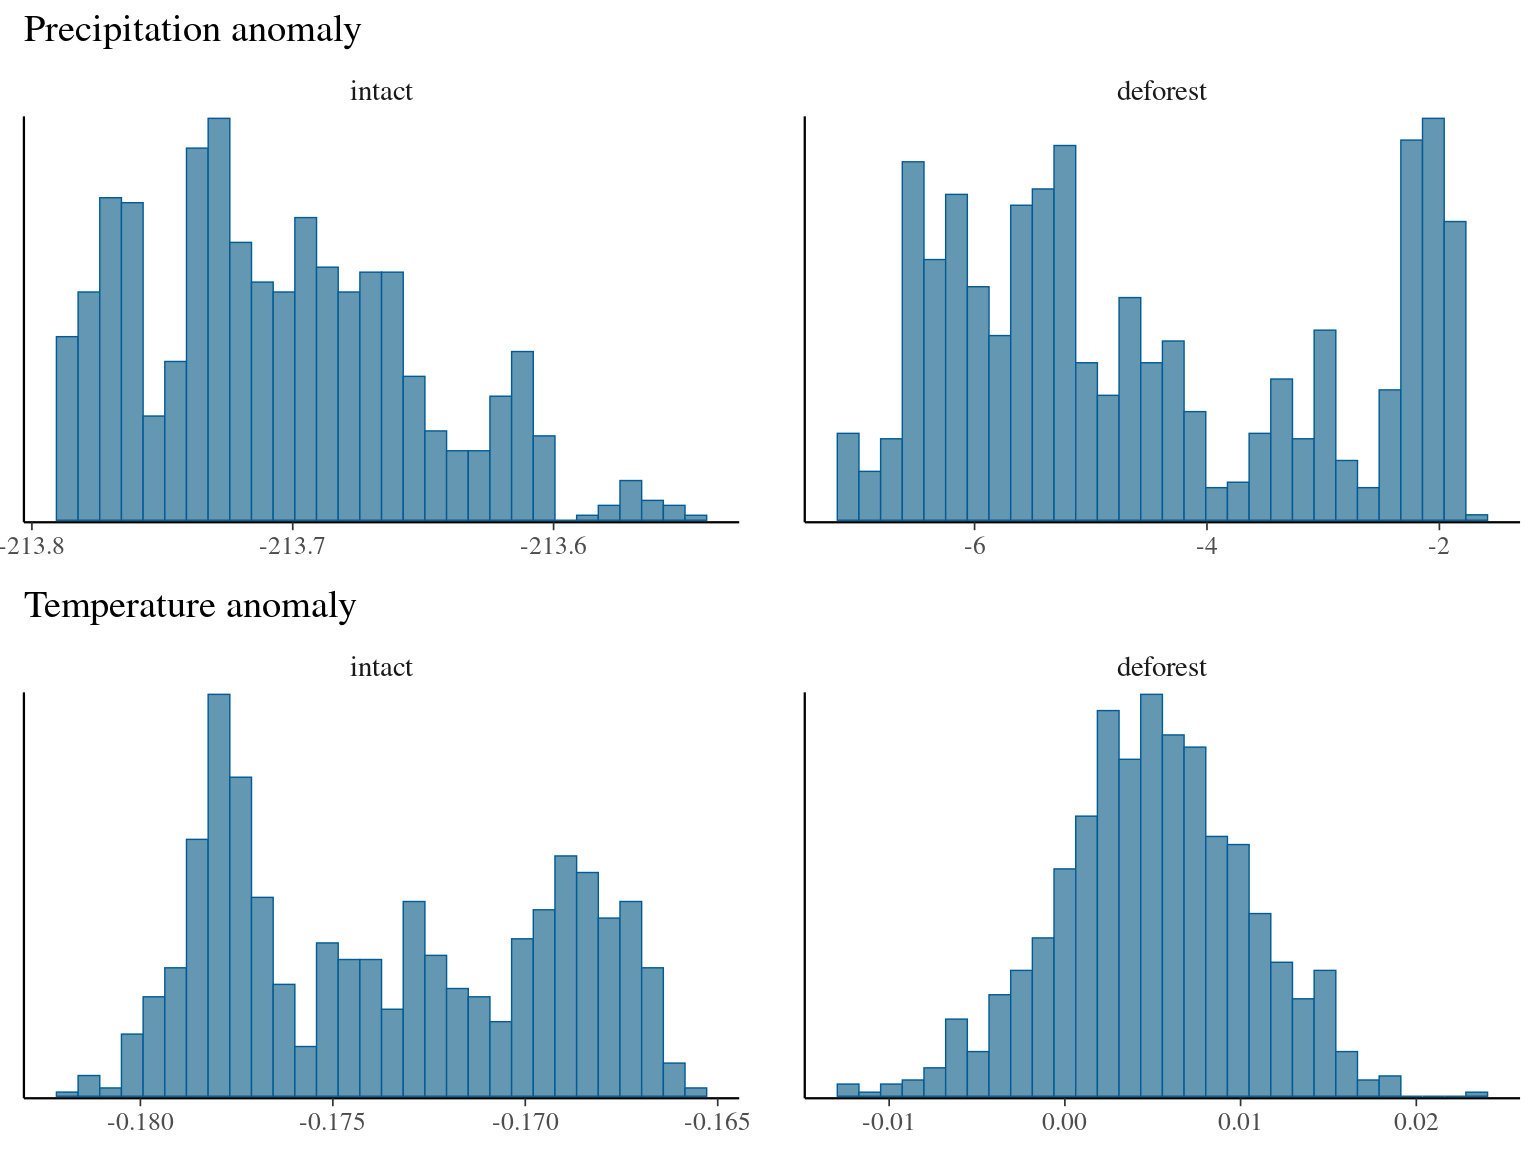 Precipitation anomaly
intact deforest
-213.8 -213.7 -213.6 -6 -4 -2
Temperature anomaly
intact deforest
-0.180 -0.175 -0.170 -0.165 -0.01 0.00 0.01 0.02